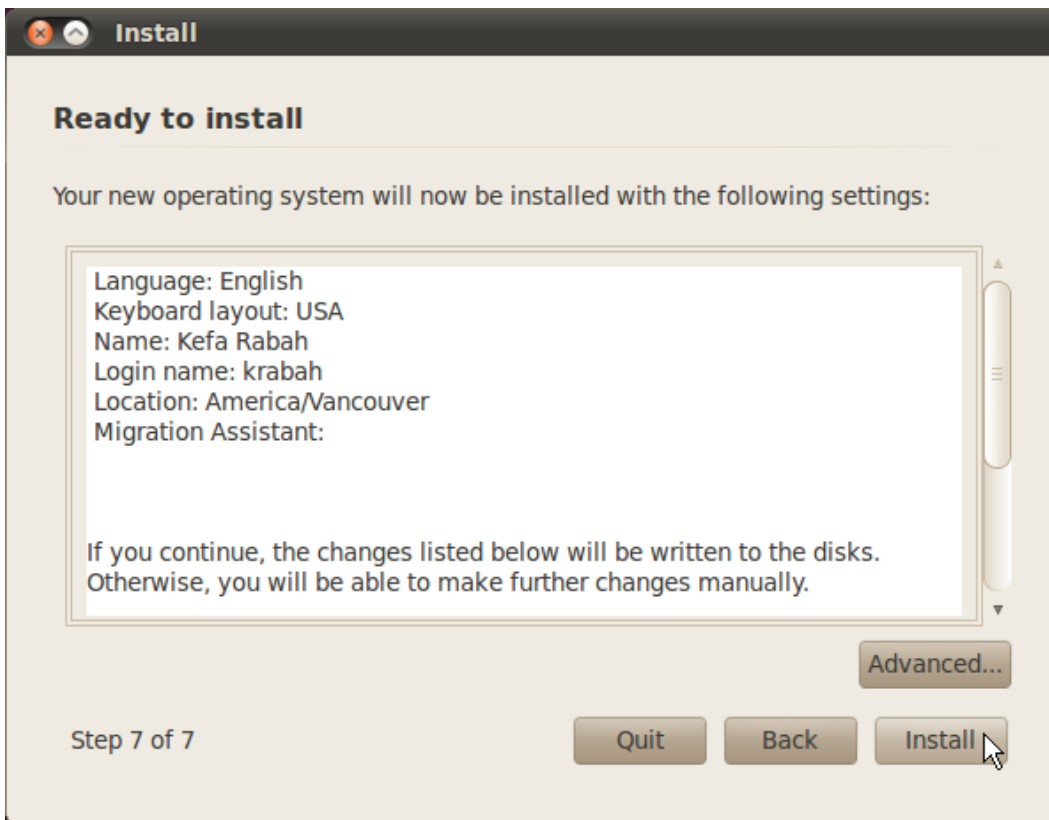 Install
Ready to install
Your new operating system will now be installed with the following settings:
Language: English
Keyboard layout: USA
Name: Kefa Rabah
Login name: krabah
Location: America/Vancouver
Migration Assistant:
If you continue, the changes listed below will be written to the disks.
Otherwise, you will be able to make further changes manually.
Advanced...
Step 7 of 7
Quit
Back
Install